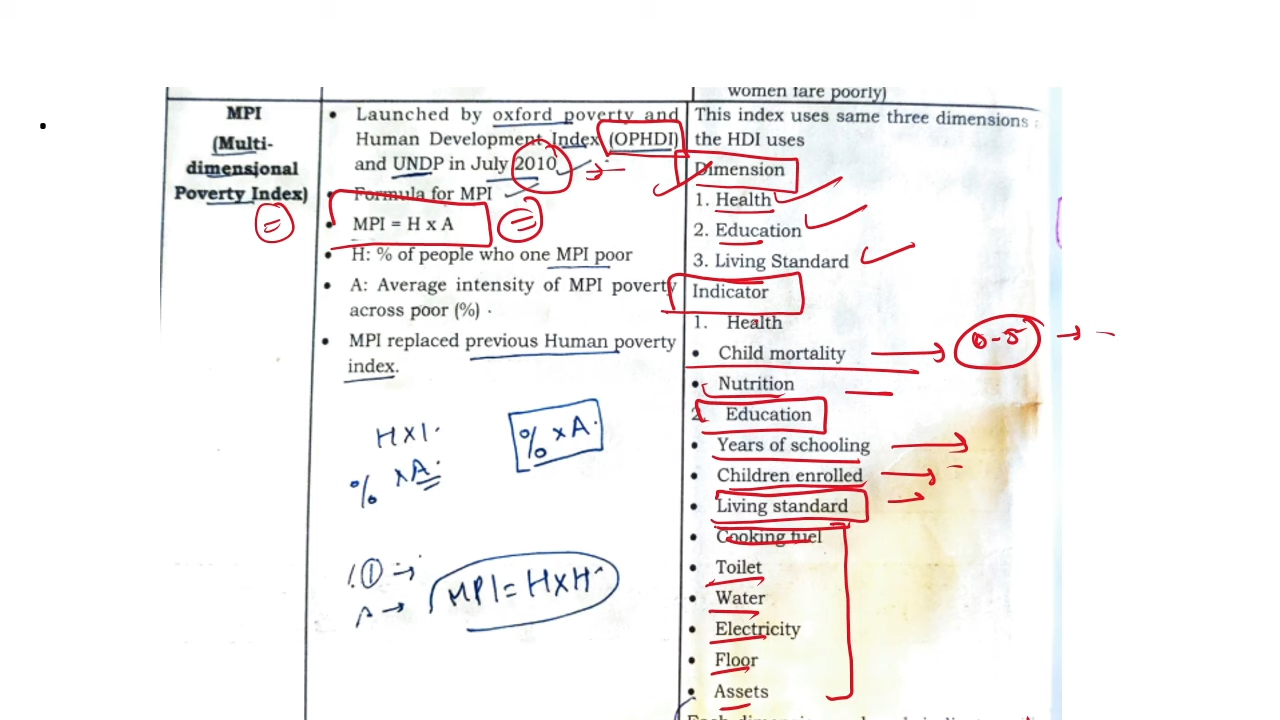 women fare poorly)
MPI
(Multi-
dimensional
Poverty Index)
• Launched by oxford poverty and
Human Development Index (OPHDI)
and UNDP in July 2010
• Formula for MPI
• MPI = H x A
• H: % of people who one MPI poor
• A: Average intensity of MPI poverty
across poor (%)
• MPI replaced previous Human poverty
index.
H X I
% X A
% X A
MPI = H X H
This index uses same three dimensions
the HDI uses
Dimension
1. Health
2. Education
3. Living Standard
Indicator
1. Health
• Child mortality
0-5
• Nutrition
2. Education
• Years of schooling
• Children enrolled
• Living standard
• Cooking fuel
• Toilet
• Water
• Electricity
• Floor
• Assets